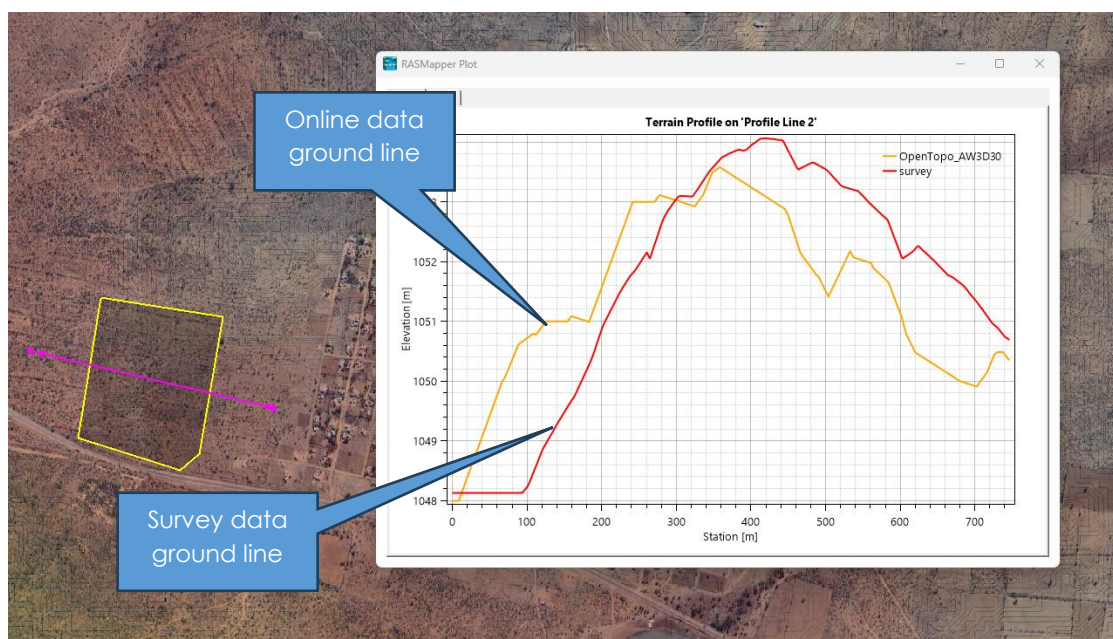 RASMapper Plot
Online data
ground line
Terrain Profile on 'Profile Line 2'
OpenTopo_AW3D30
survey
1052
1051
1050
1049
1048
Elevation [m]
0 100 200 300 400 500 600 700
Station [m]
Survey data
ground line